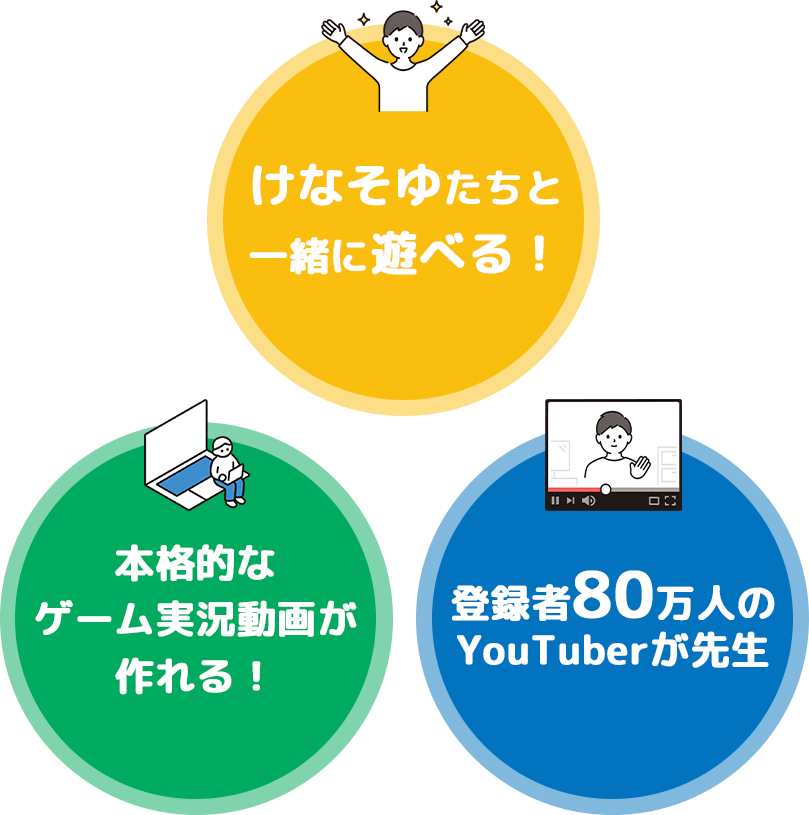 けなそゆたちと
一緒に遊べる！
本格的な
ゲーム実況動画が
作れる！
登録者80万人の
YouTuberが先生